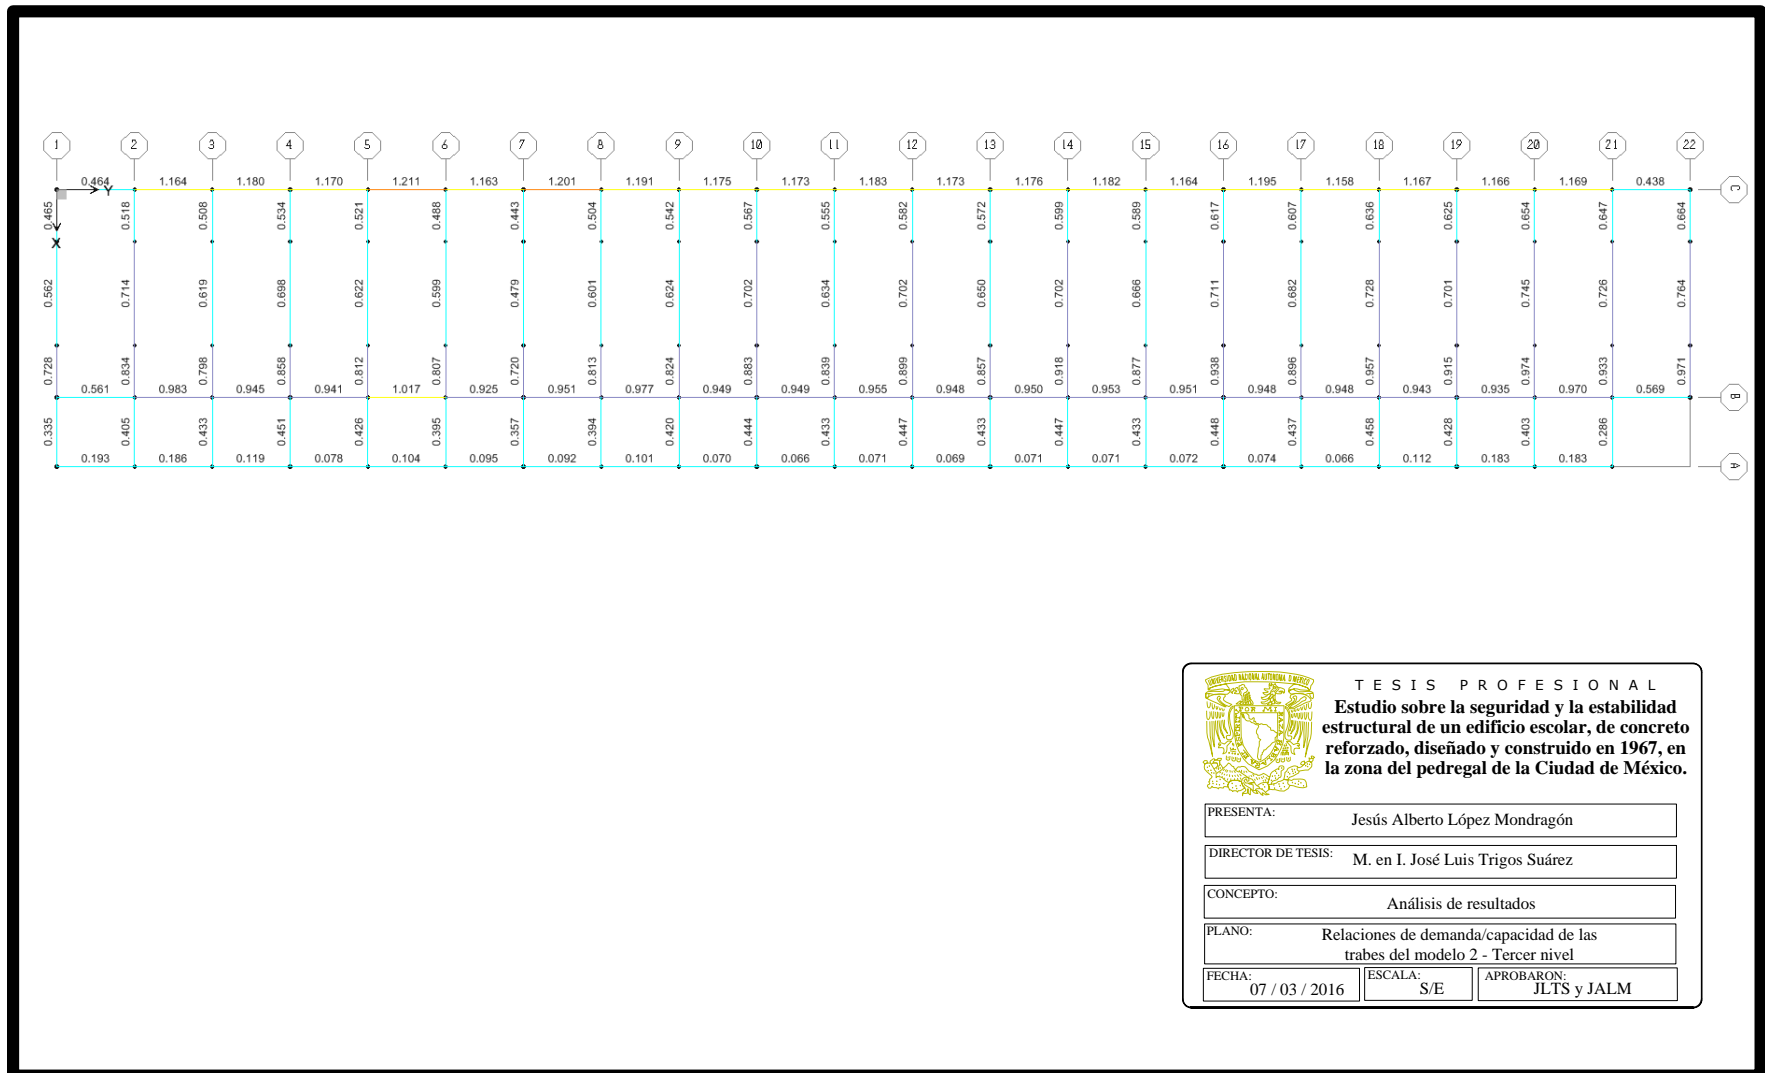 1 2 3 4 5 6 7 8 9 10 11 12 13 14 15 16 17 18 19 20 21 22
0.464 1.164 1.180 1.170 1.211 1.163 1.201 1.191 1.175 1.173 1.183 1.173 1.176 1.182 1.164 1.195 1.158 1.167 1.166 1.169 0.438
Y
C
0.465 0.518 0.508 0.534 0.521 0.488 0.443 0.504 0.542 0.567 0.555 0.582 0.572 0.599 0.589 0.617 0.607 0.636 0.625 0.654 0.647 0.664
X
0.562 0.714 0.619 0.698 0.622 0.599 0.479 0.601 0.624 0.702 0.634 0.702 0.650 0.702 0.666 0.711 0.682 0.728 0.701 0.745 0.726 0.764
0.728 0.834 0.798 0.858 0.812 0.807 0.720 0.813 0.824 0.883 0.839 0.899 0.857 0.918 0.877 0.938 0.896 0.957 0.915 0.974 0.933 0.971
0.561 0.983 0.945 0.941 1.017 0.925 0.951 0.977 0.949 0.949 0.955 0.948 0.950 0.953 0.951 0.948 0.948 0.943 0.935 0.970 0.569
B
0.335 0.405 0.433 0.451 0.426 0.395 0.357 0.394 0.420 0.444 0.433 0.447 0.433 0.447 0.433 0.448 0.437 0.458 0.428 0.403 0.286
0.193 0.186 0.119 0.078 0.104 0.095 0.092 0.101 0.070 0.066 0.071 0.069 0.071 0.071 0.072 0.074 0.066 0.112 0.183 0.183
A
UNIVERSIDAD NACIONAL AUTONOMA D MEXICO
POR MI
TESIS PROFESIONAL
Estudio sobre la seguridad y la estabilidad
estructural de un edificio escolar, de concreto
reforzado, diseñado y construido en 1967, en
la zona del pedregal de la Ciudad de México.
PRESENTA: Jesús Alberto López Mondragón
DIRECTOR DE TESIS: M. en I. José Luis Trigos Suárez
CONCEPTO: Análisis de resultados
PLANO: Relaciones de demanda/capacidad de las
trabes del modelo 2 - Tercer nivel
FECHA: 07 / 03 / 2016
ESCALA: S/E
APROBARON: JLTS y JALM